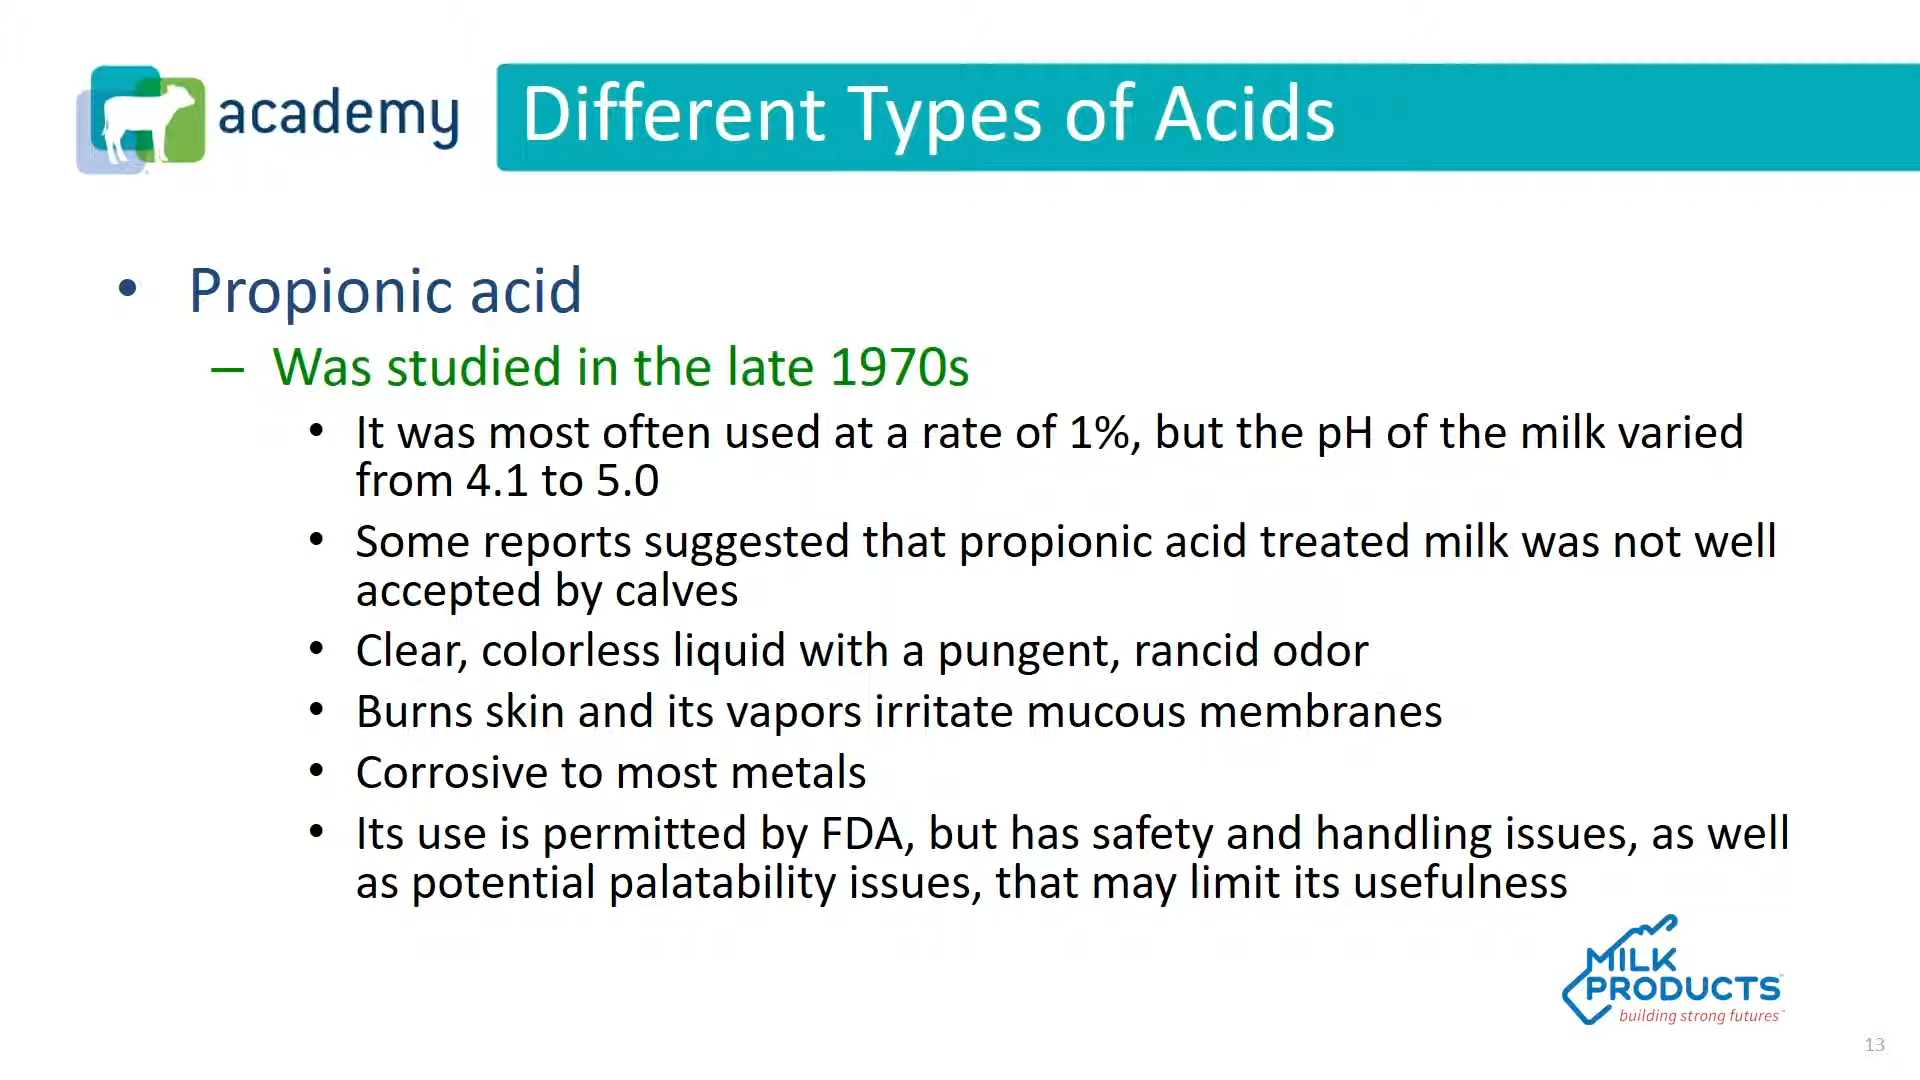 academy
Different Types of Acids
• Propionic acid
– Was studied in the late 1970s
• It was most often used at a rate of 1%, but the pH of the milk varied
from 4.1 to 5.0
• Some reports suggested that propionic acid treated milk was not well
accepted by calves
• Clear, colorless liquid with a pungent, rancid odor
• Burns skin and its vapors irritate mucous membranes
• Corrosive to most metals
• Its use is permitted by FDA, but has safety and handling issues, as well
as potential palatability issues, that may limit its usefulness
MILK
PRODUCTS
building strong futures
13